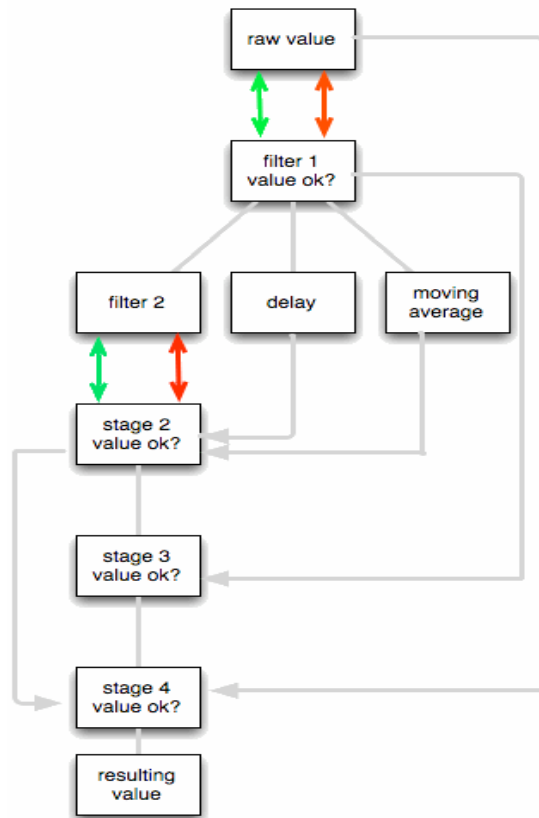 raw value
filter 1
value ok?
filter 2
delay
moving
average
stage 2
value ok?
stage 3
value ok?
stage 4
value ok?
resulting
value